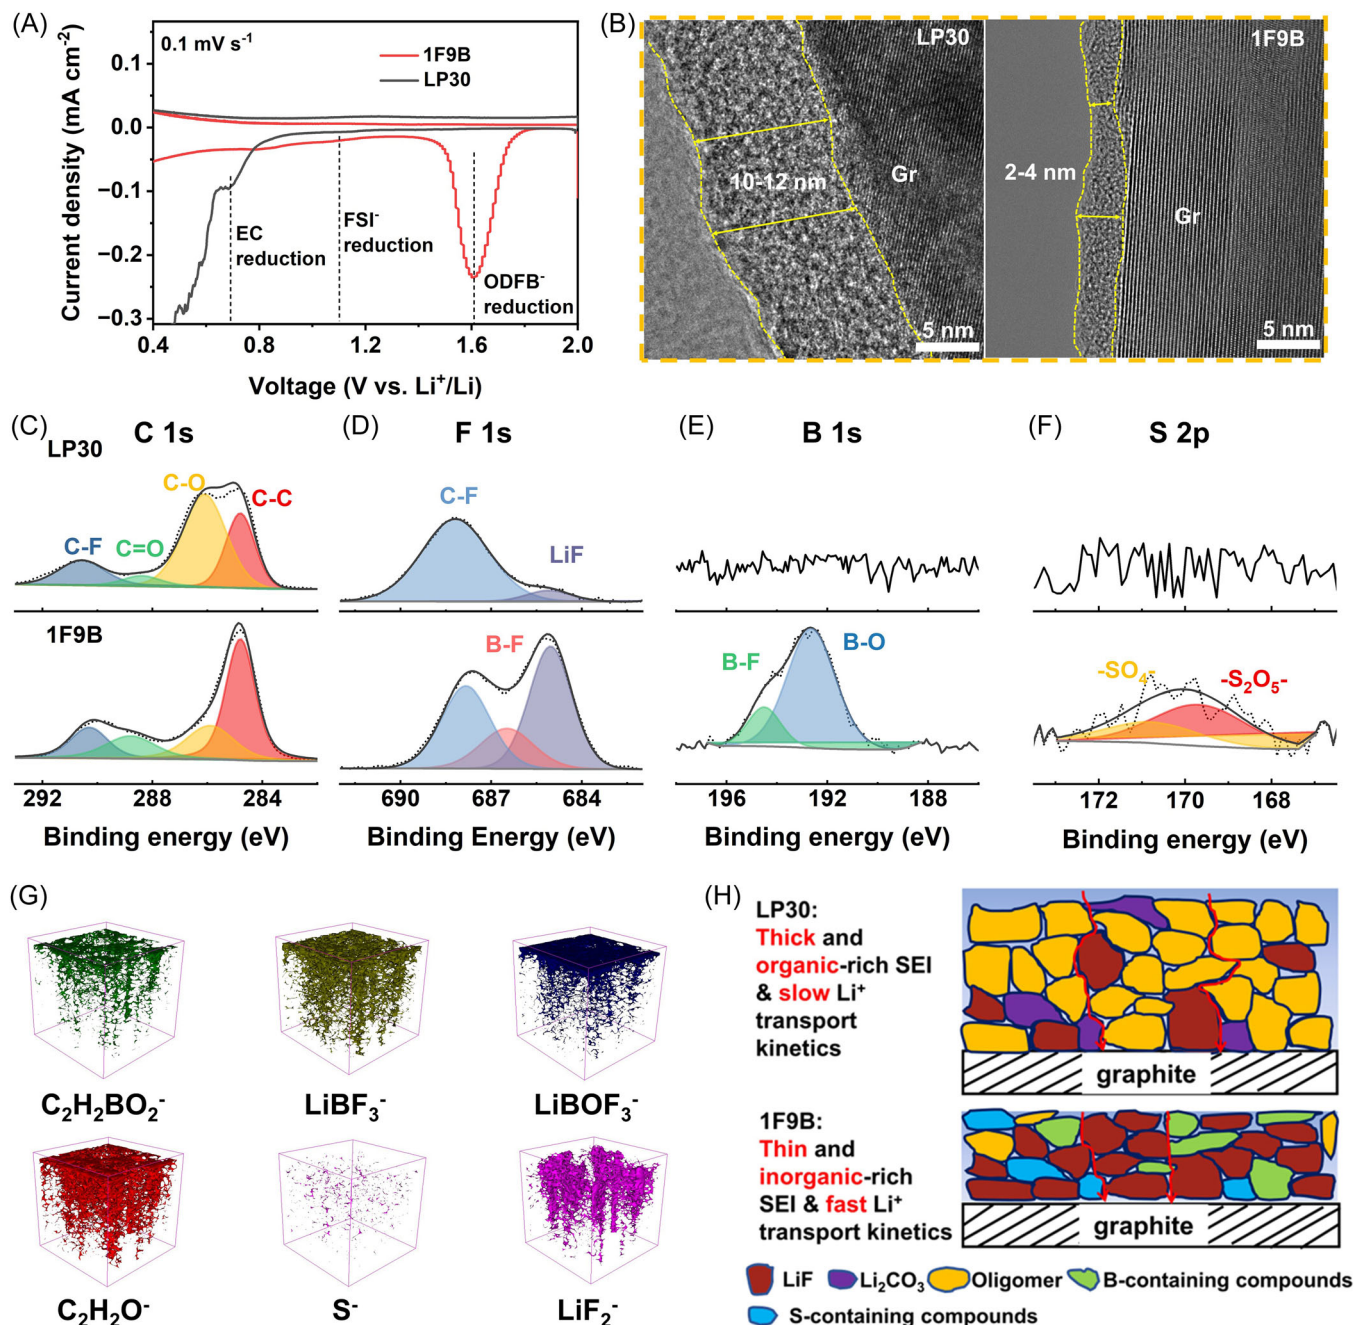 (A)
0.1 mV s⁻¹
1F9B
LP30
Current density (mA cm⁻²)
0.1
0.0
−0.1
−0.2
−0.3
EC
reduction
FSI⁻
reduction
ODFB⁻
reduction
0.4
0.8
1.2
1.6
2.0
Voltage (V vs. Li⁺/Li)
(B)
LP30
10-12 nm
Gr
5 nm
1F9B
2-4 nm
Gr
5 nm
(C)
C 1s
LP30
C-F
C=O
C-O
C-C
1F9B
292
288
284
Binding energy (eV)
(D)
F 1s
C-F
LiF
B-F
690
687
684
Binding Energy (eV)
(E)
B 1s
B-F
B-O
196
192
188
Binding energy (eV)
(F)
S 2p
-SO₄-
-S₂O₅-
172
170
168
Binding energy (eV)
(G)
C₂H₂BO₂⁻
LiBF₃⁻
LiBOF₃⁻
C₂H₂O⁻
S⁻
LiF₂⁻
(H)
LP30:
Thick and
organic-rich SEI
& slow Li⁺
transport
kinetics
graphite
1F9B:
Thin and
inorganic-rich
SEI & fast Li⁺
transport kinetics
graphite
LiF
Li₂CO₃
Oligomer
B-containing compounds
S-containing compounds